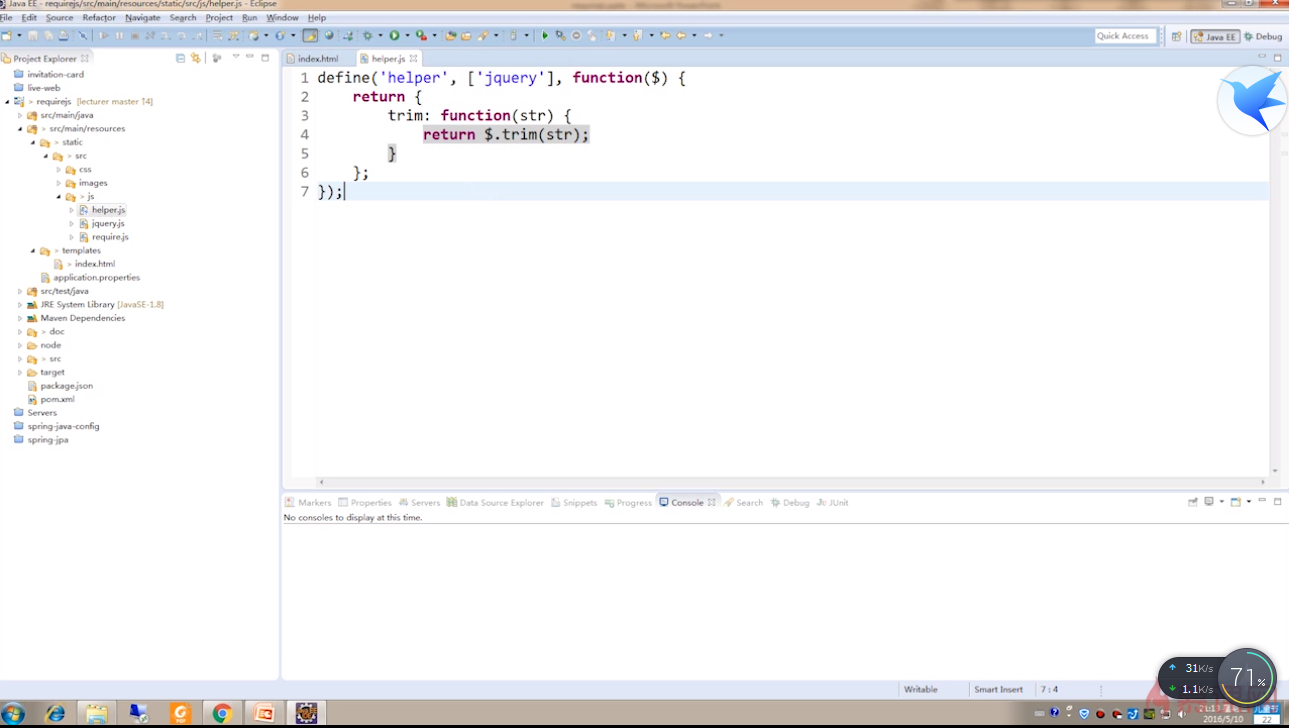 Java EE - requirejs/src/main/resources/static/src/js/helper.js - Eclipse
File Edit Source Refactor Navigate Search Project Run Window Help
Quick Access
Java EE
Debug
Project Explorer
index.html
helper.js
invitation-card
live-web
> requirejs [lecturer master ↑4]
> src/main/java
> src/main/resources
> static
> src
> css
> images
> js
> helper.js
> jquery.js
> require.js
> templates
> index.html
application.properties
src/test/java
JRE System Library [JavaSE-1.8]
Maven Dependencies
> doc
node
> src
target
package.json
pom.xml
Servers
spring-java-config
spring-jpa
1 define('helper', ['jquery'], function($) {
2 return {
3 trim: function(str) {
4 return $.trim(str);
5 }
6 };
7 });
Markers Properties Servers Data Source Explorer Snippets Progress Console Search Debug JUnit
No consoles to display at this time.
Writable
Smart Insert
7 : 4
31K/s
1.1K/s
71%
2016/5/10
22